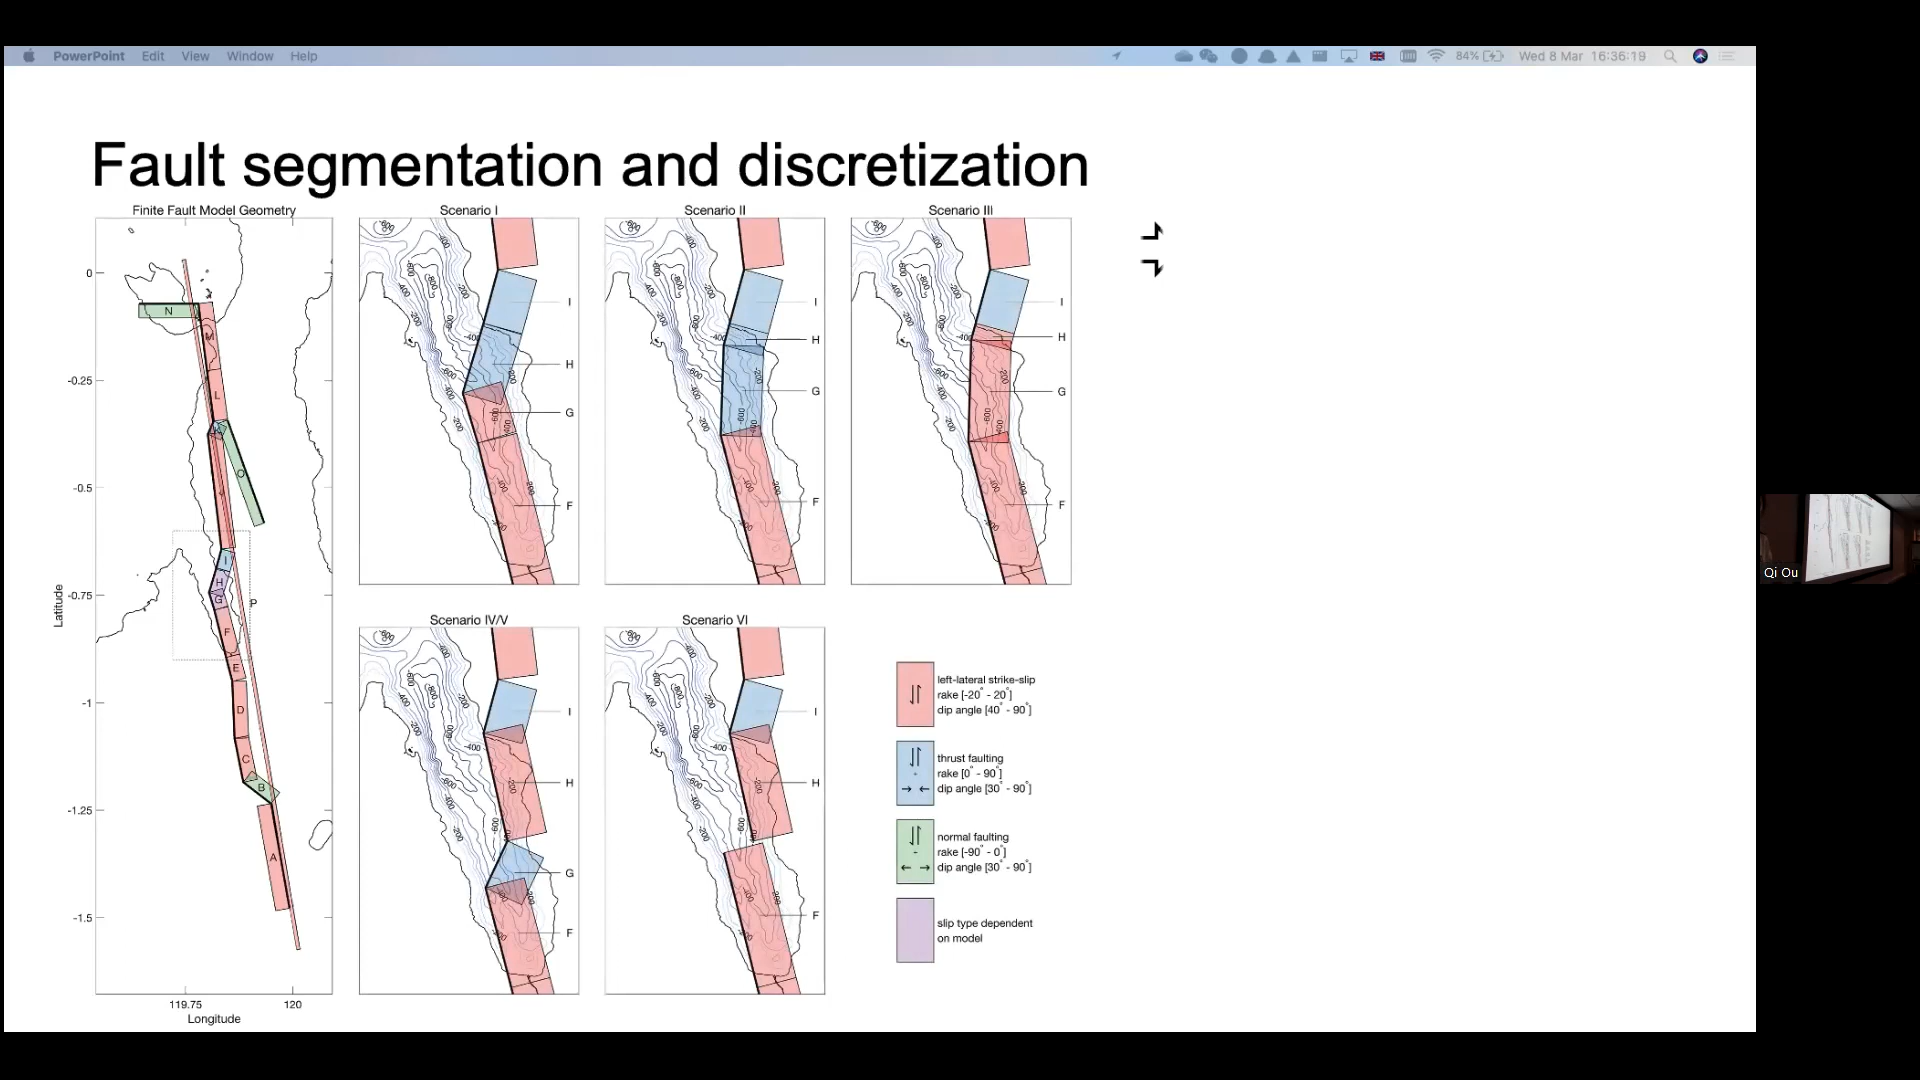 PowerPoint Edit View Window Help
84% Wed 8 Mar 16:36:19
Fault segmentation and discretization
Finite Fault Model Geometry
Scenario I
Scenario II
Scenario III
0
-0.25
-0.5
-0.75
-1
-1.25
-1.5
Latitude
119.75
120
Longitude
N
M
L
O
I
H
G
P
F
E
D
C
B
A
I
H
G
F
I
H
G
F
I
H
G
F
Scenario IV/V
Scenario VI
I
H
G
F
I
H
F
-600
-400
-200
left-lateral strike-slip
rake [-20° - 20°]
dip angle [40° - 90°]
thrust faulting
rake [0° - 90°]
dip angle [30° - 90°]
normal faulting
rake [-90° - 0°]
dip angle [30° - 90°]
slip type dependent
on model
Qi Ou